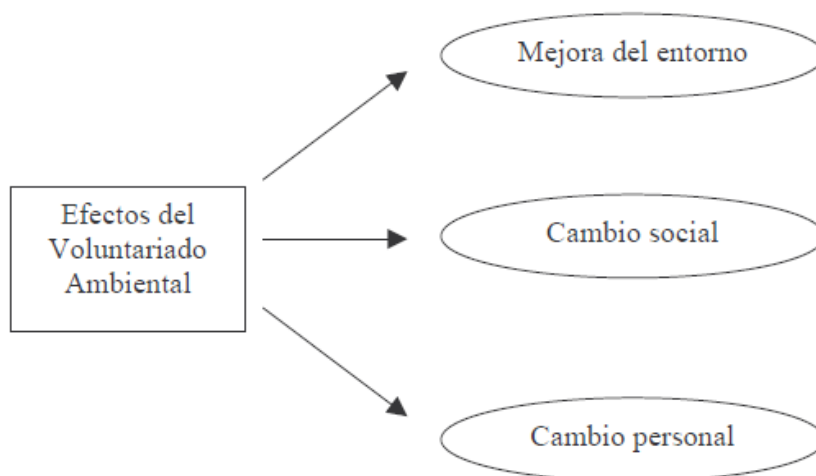 Mejora del entorno
Efectos del
Voluntariado
Ambiental
Cambio social
Cambio personal